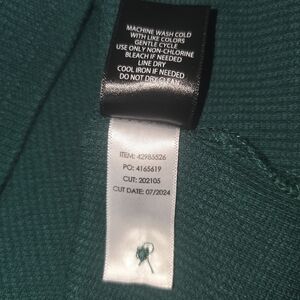 MACHINE WASH COLD
WITH LIKE COLORS
GENTLE CYCLE
USE ONLY NON-CHLORINE
BLEACH IF NEEDED
LINE DRY
COOL IRON IF NEEDED
DO NOT DRY CLEAN
ITEM: 42985526
PO: 4165619
CUT: 202105
CUT DATE: 07/2024